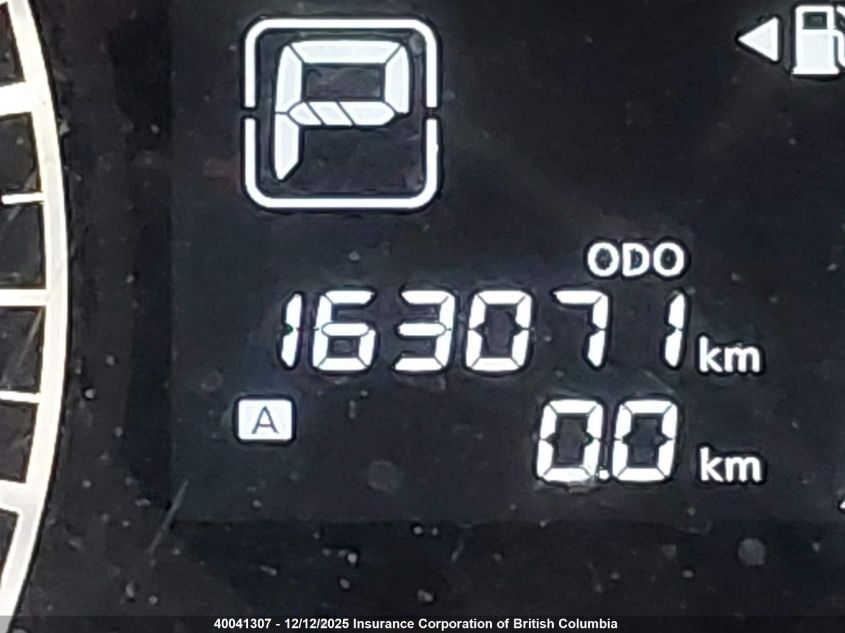 P
ODO
163071 km
A 0.0 km
40041307 - 12/12/2025 Insurance Corporation of British Columbia